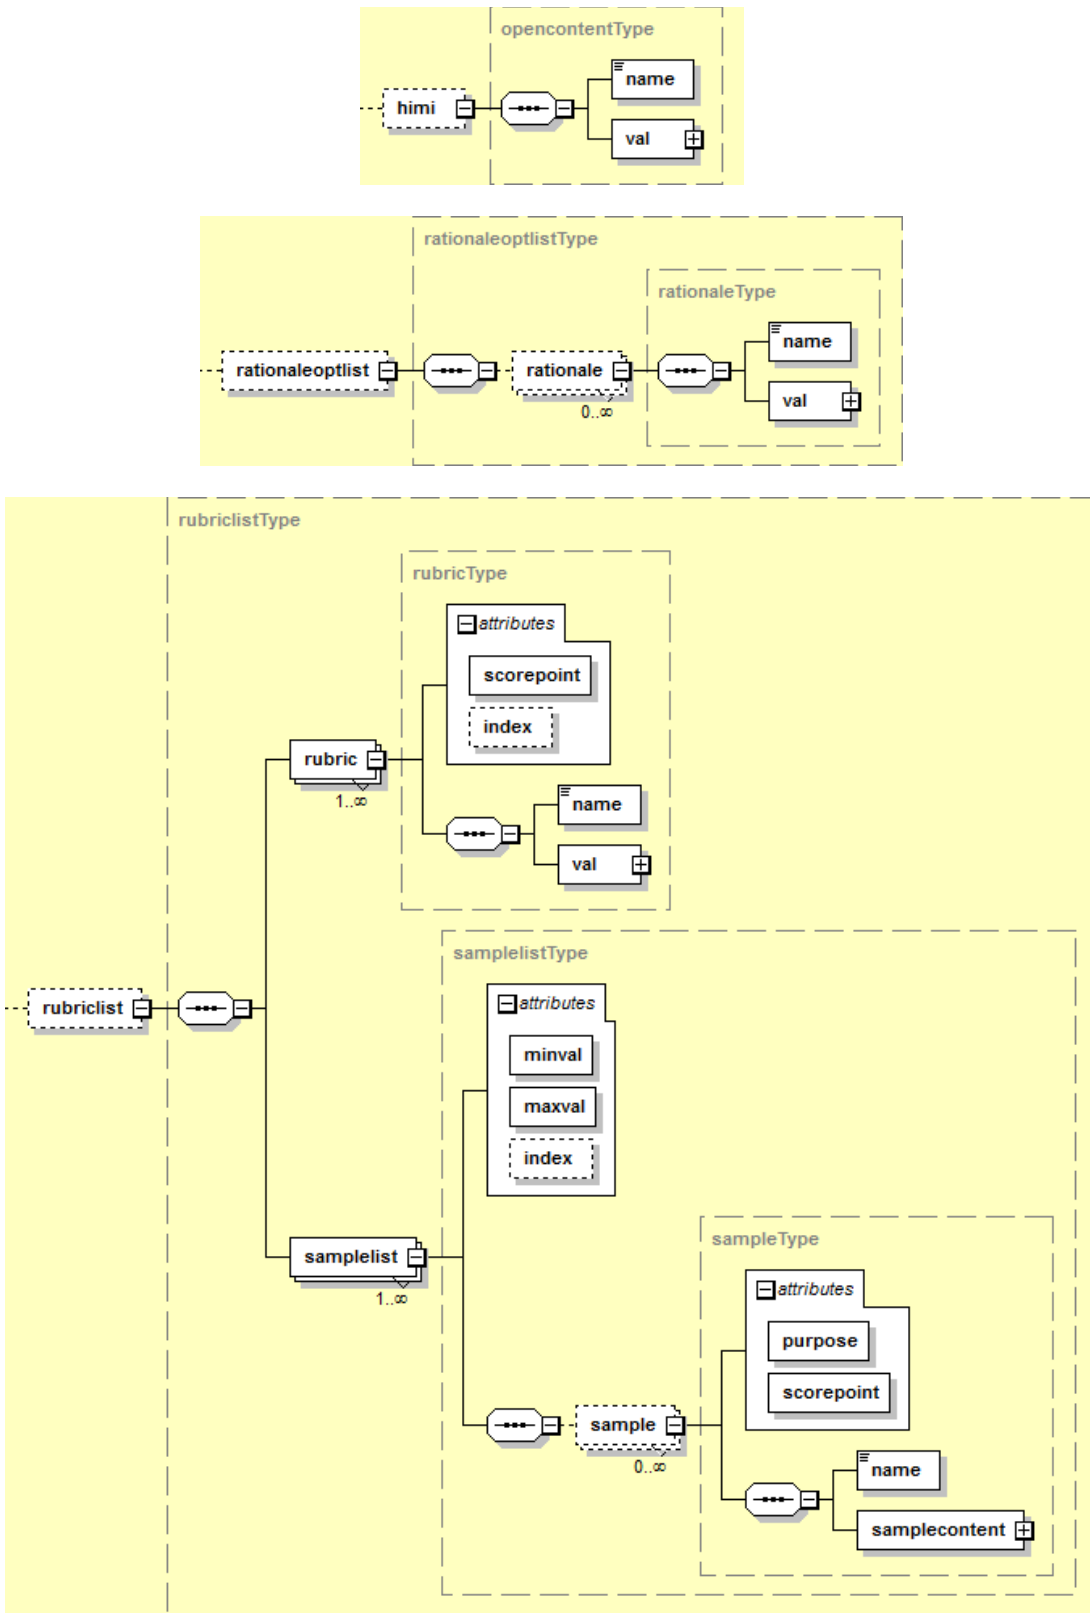 opencontentType
name
himi
val
rationaleoptlistType
rationaleType
name
rationaleoptlist
rationale
val
0..∞
rubriclistType
rubricType
attributes
scorepoint
index
rubric
1..∞
name
val
samplelistType
rubriclist
attributes
minval
maxval
index
samplelist
1..∞
sampleType
attributes
purpose
scorepoint
sample
0..∞
name
samplecontent